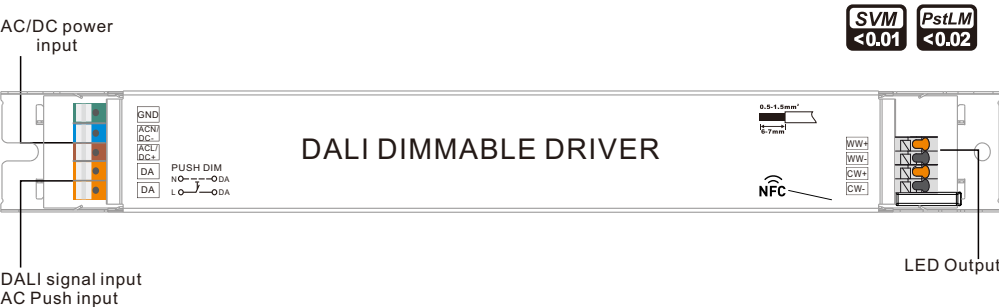 AC/DC power
input
SVM
<0.01
PstLM
<0.02
GND
ACN/
DC-
ACL/
DC+
DA
DA
PUSH DIM
N DA
L DA
DALI DIMMABLE DRIVER
0.5-1.5mm²
6-7mm
NFC
WW+
WW-
CW+
CW-
DALI signal input
AC Push input
LED Output